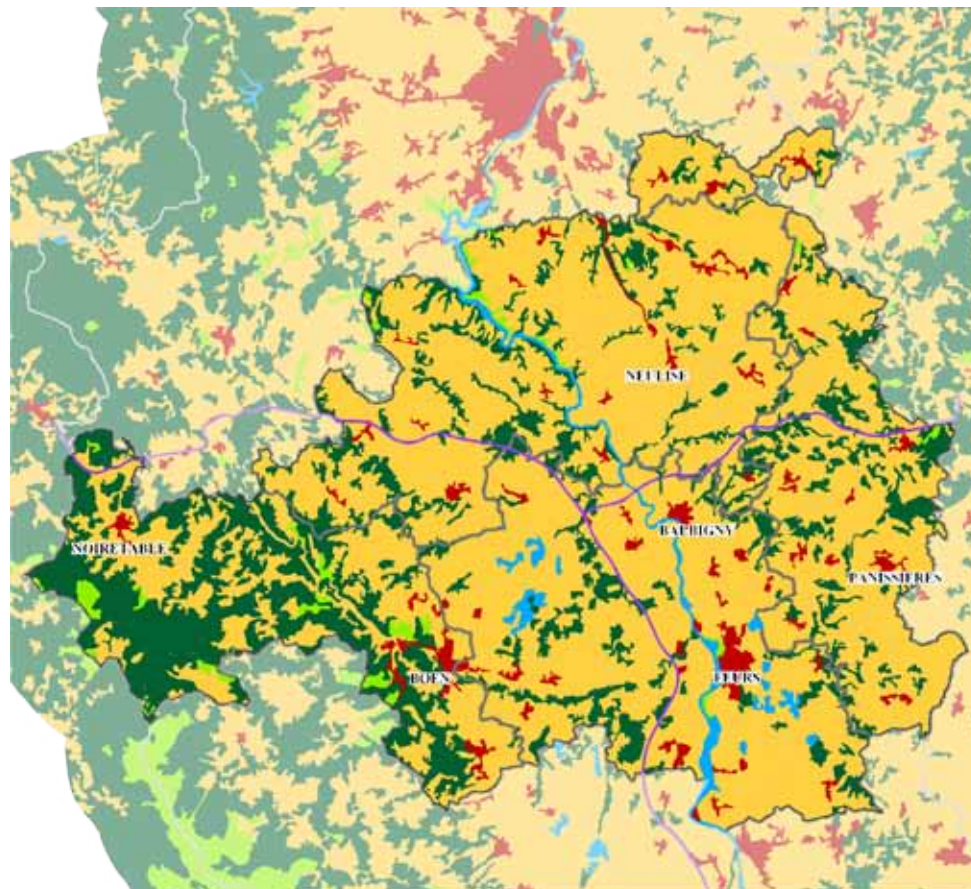 NEULISE
BALBIGNY
NOIRETABLE
PANISSIERES
BOEN
FEURS